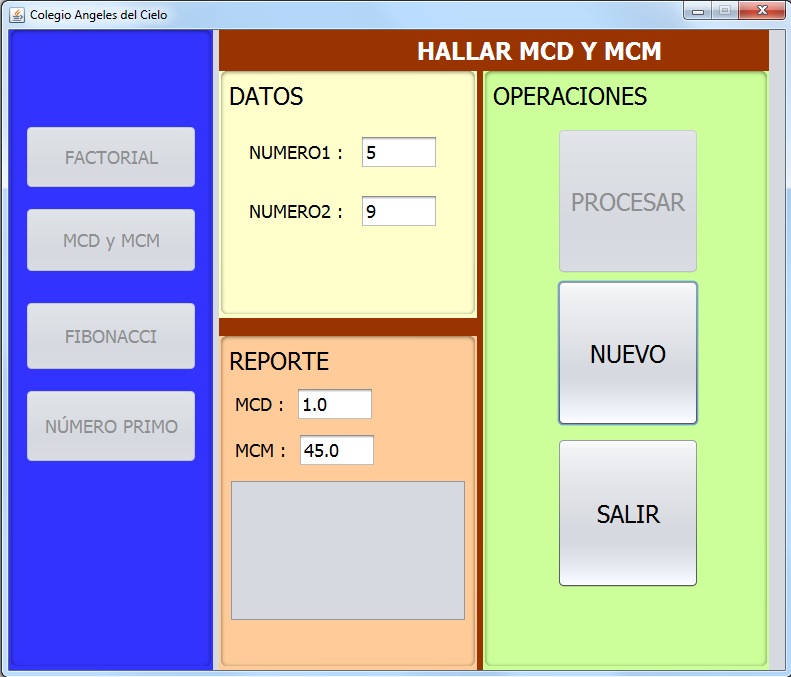 Colegio Angeles del Cielo
FACTORIAL
MCD y MCM
FIBONACCI
NÚMERO PRIMO
HALLAR MCD Y MCM
DATOS
NUMERO1 : 5
NUMERO2 : 9
REPORTE
MCD : 1.0
MCM : 45.0
OPERACIONES
PROCESAR
NUEVO
SALIR